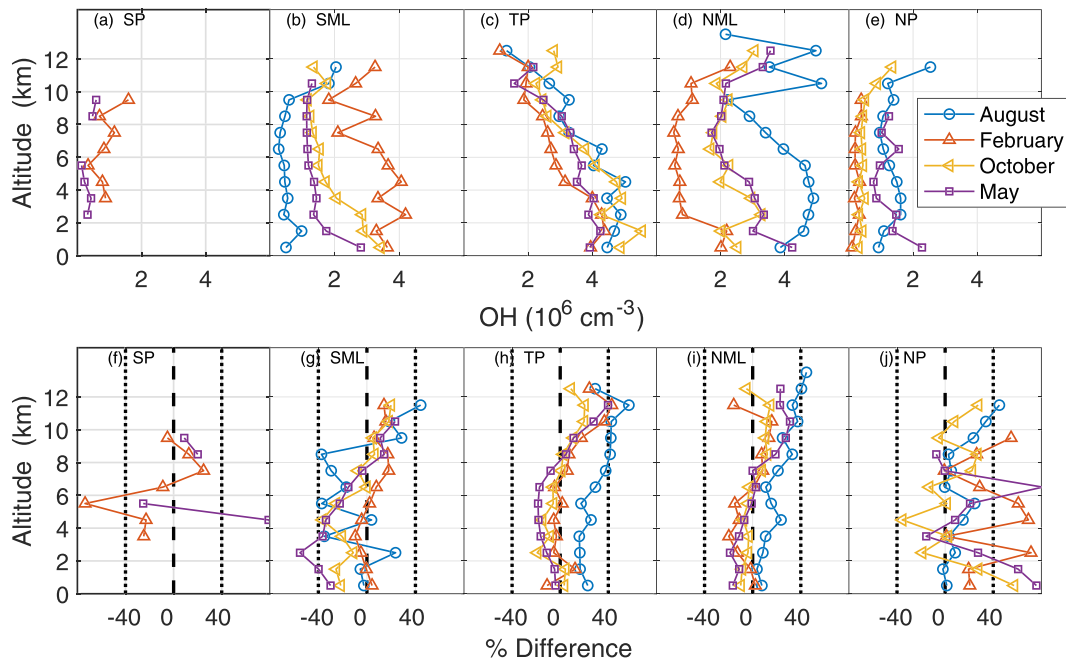 (a) SP
(b) SML
(c) TP
(d) NML
(e) NP
Altitude (km)
12
10
8
6
4
2
0
August
February
October
May
2 4
2 4
2 4
2 4
2 4
OH (10⁶ cm⁻³)
(f) SP
(g) SML
(h) TP
(i) NML
(j) NP
Altitude (km)
12
10
8
6
4
2
0
-40 0 40
-40 0 40
-40 0 40
-40 0 40
-40 0 40
% Difference